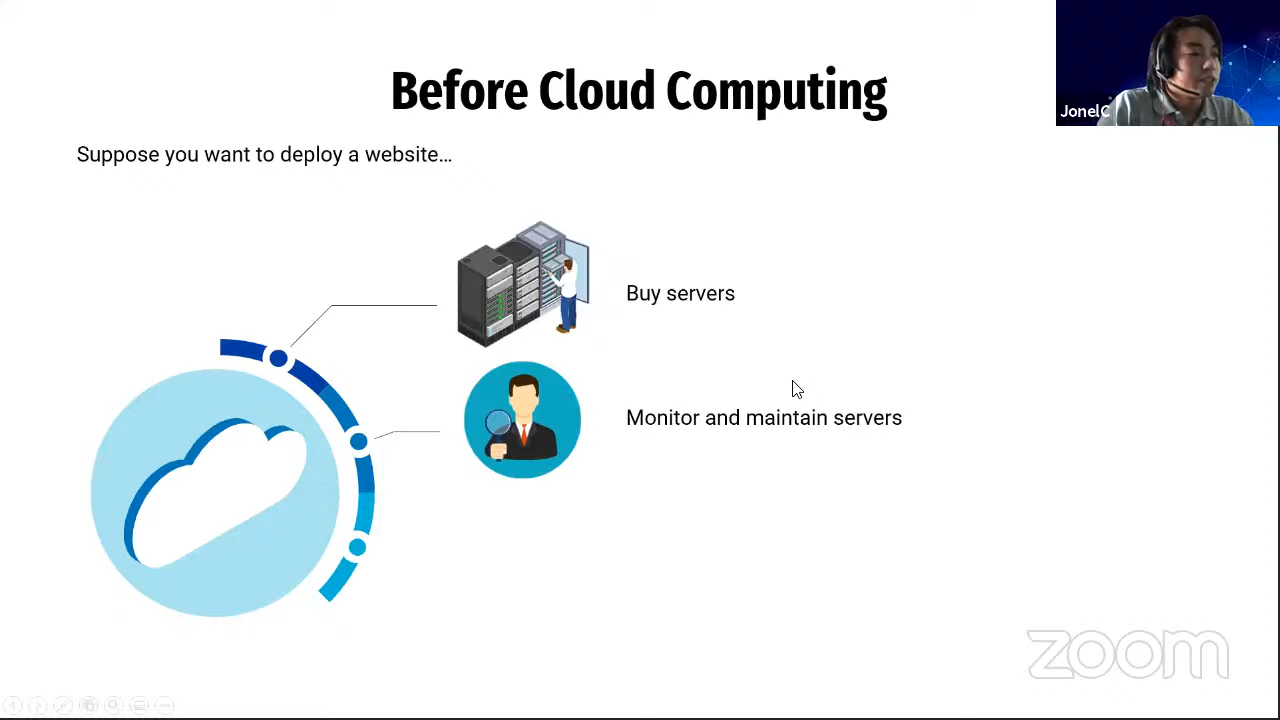 Before Cloud Computing
JonelC
Suppose you want to deploy a website...
Buy servers
Monitor and maintain servers
zoom